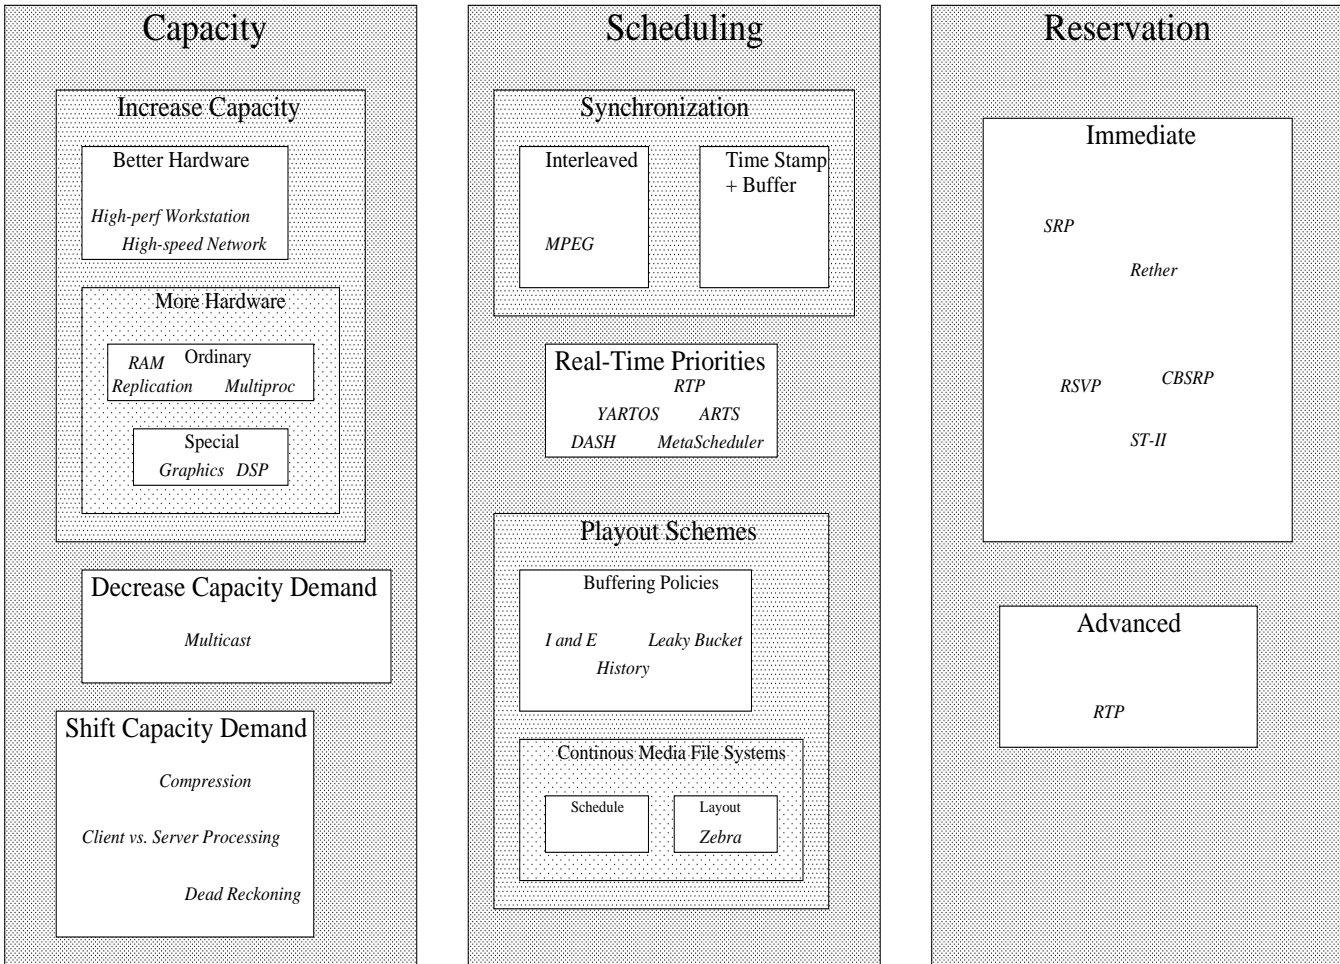 Capacity
Increase Capacity
Better Hardware
High-perf Workstation
High-speed Network
More Hardware
Ordinary
RAM
Replication
Multiproc
Special
Graphics
DSP
Decrease Capacity Demand
Multicast
Shift Capacity Demand
Compression
Client vs. Server Processing
Dead Reckoning
Scheduling
Synchronization
Interleaved
MPEG
Time Stamp
+ Buffer
Real-Time Priorities
RTP
YARTOS
ARTS
DASH
MetaScheduler
Playout Schemes
Buffering Policies
I and E
Leaky Bucket
History
Continous Media File Systems
Schedule
Layout
Zebra
Reservation
Immediate
SRP
Rether
RSVP
CBSRP
ST-II
Advanced
RTP